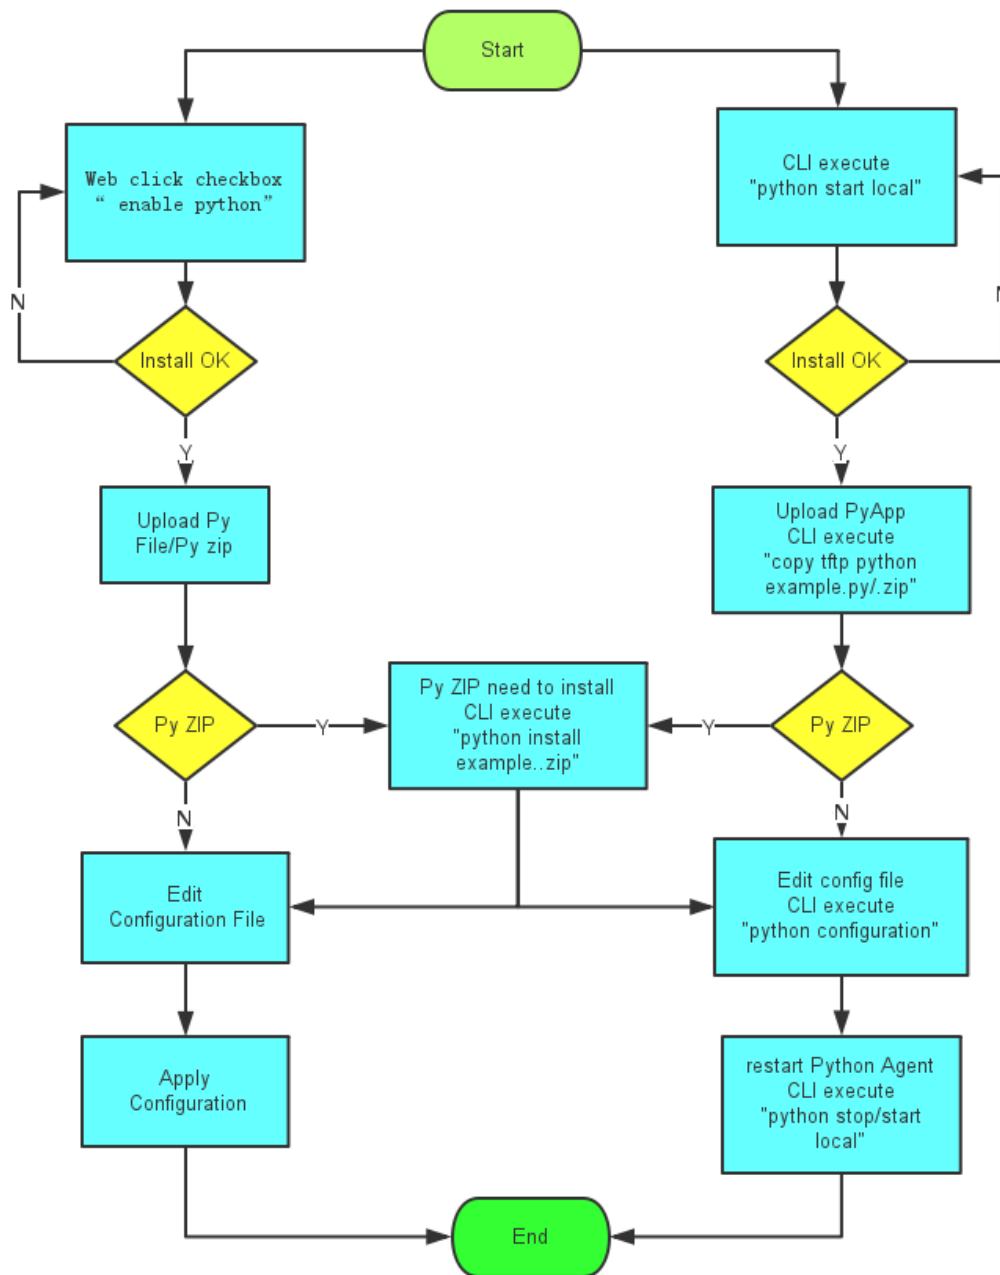 Start
Web click checkbox
“ enable python”
CLI execute
"python start local"
N
Install OK
Install OK
Y
Y
Upload Py
File/Py zip
Upload PyApp
CLI execute
"copy tftp python
example.py/.zip"
Py ZIP
Y
Py ZIP need to install
CLI execute
"python install
example..zip"
Y
Py ZIP
N
N
Edit
Configuration File
Edit config file
CLI execute
"python configuration"
Apply
Configuration
restart Python Agent
CLI execute
"python stop/start
local"
End